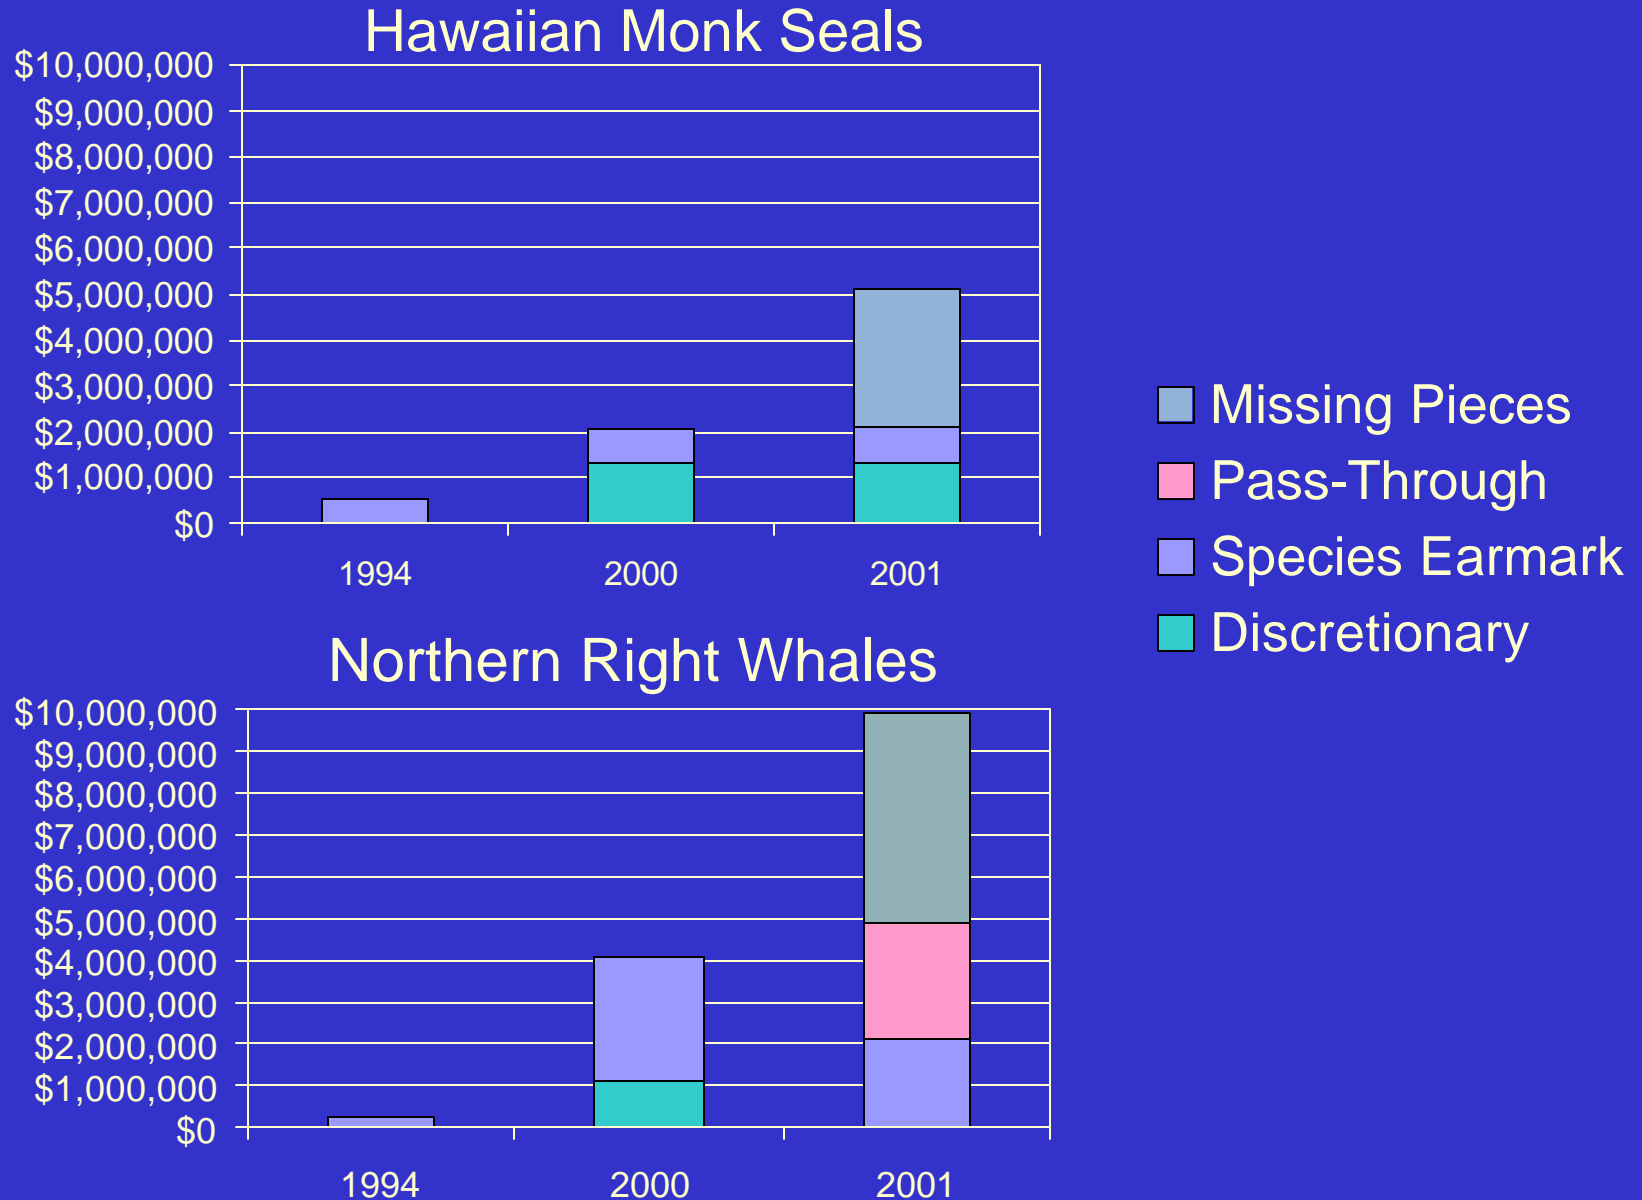 Hawaiian Monk Seals
$10,000,000
$9,000,000
$8,000,000
$7,000,000
$6,000,000
$5,000,000
$4,000,000
$3,000,000
$2,000,000
$1,000,000
$0
1994 2000 2001
Missing Pieces
Pass-Through
Species Earmark
Discretionary
Northern Right Whales
$10,000,000
$9,000,000
$8,000,000
$7,000,000
$6,000,000
$5,000,000
$4,000,000
$3,000,000
$2,000,000
$1,000,000
$0
1994 2000 2001